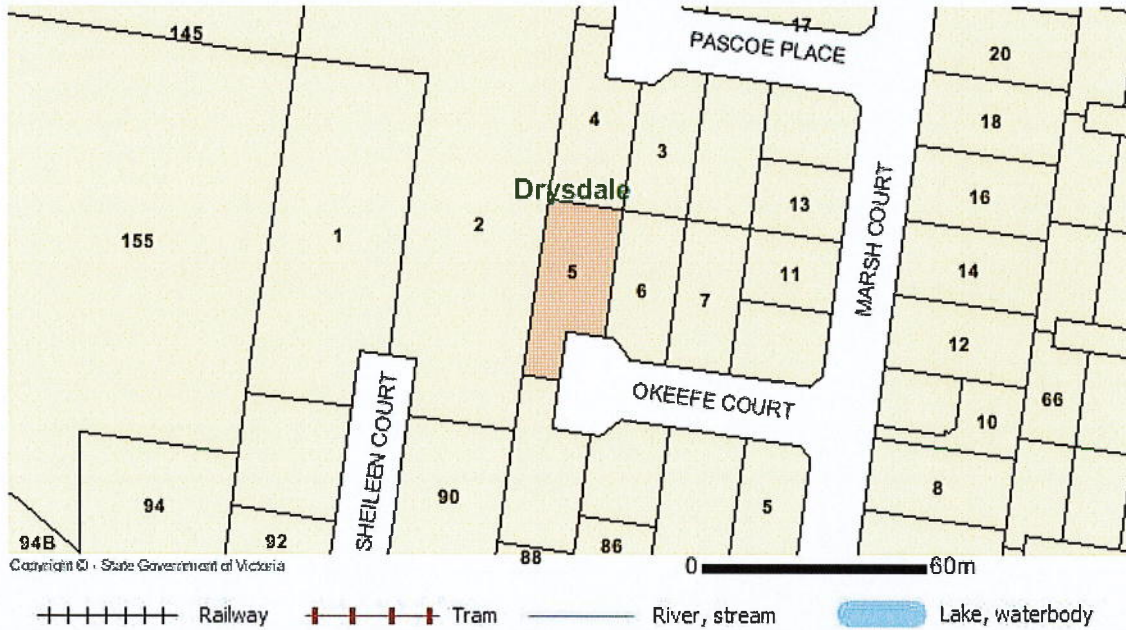 17
145
PASCOE PLACE
20
4
18
3
Drysdale
13
16
155
1
2
MARSH COURT
5
6
7
11
14
12
SHEILEEN COURT
OKEEFE COURT
66
10
94
90
5
8
94B
92
88
86
Copyright © - State Government of Victoria
0 60m
Railway Tram River, stream Lake, waterbody